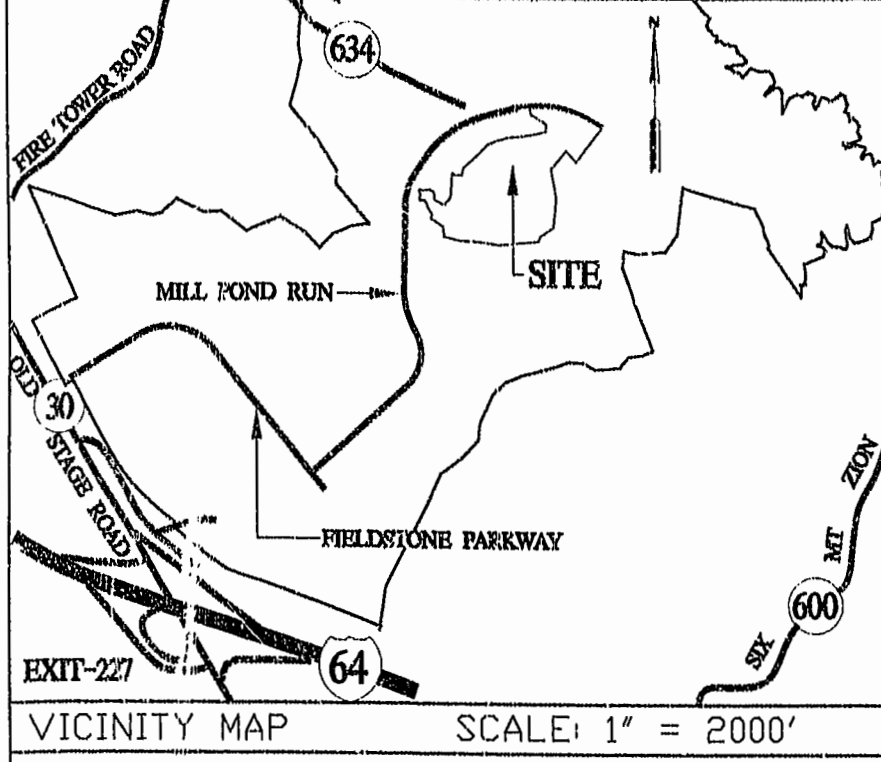 634
N
FIRE TOWER ROAD
SITE
MILL POND RUN
OLD STAGE ROAD
30
FIELDSTONE PARKWAY
SIX MT ZION
600
EXIT-227
64
VICINITY MAP SCALE: 1" = 2000'